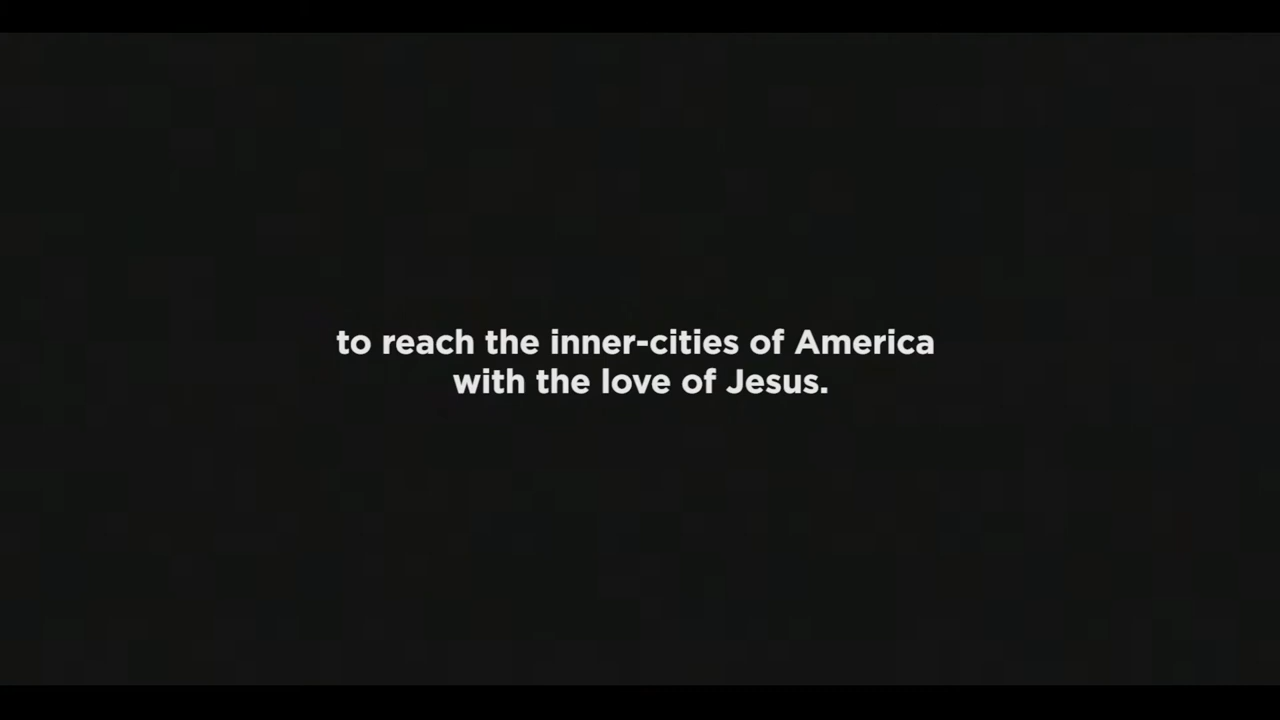 to reach the inner-cities of America
with the love of Jesus.